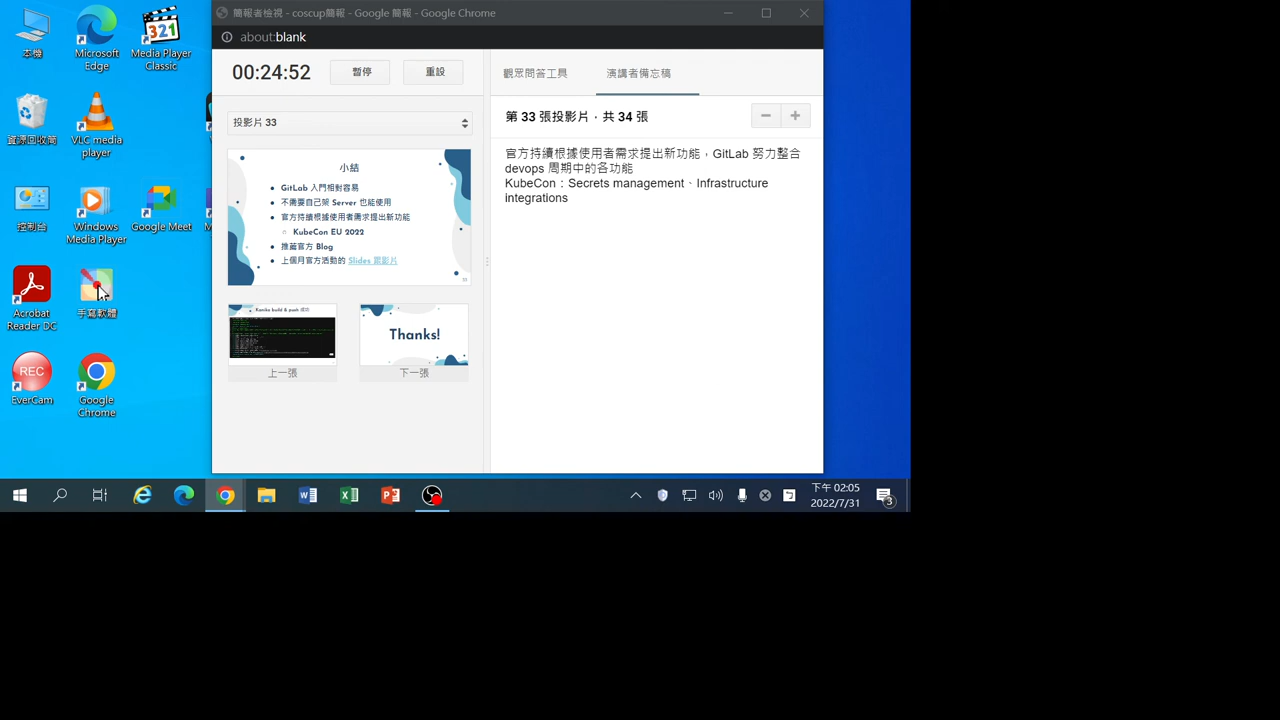 簡報者檢視 - coscup簡報 - Google 簡報 - Google Chrome
about:blank
00:24:52
暫停
重設
觀眾問答工具
演講者備忘稿
投影片 33
第 33 張投影片，共 34 張
官方持續根據使用者需求提出新功能，GitLab 努力整合
devops 周期中的各功能
KubeCon：Secrets management、Infrastructure
integrations
小結
GitLab 入門相對容易
不需要自己架 Server 也能使用
官方持續根據使用者需求提出新功能
KubeCon EU 2022
推薦官方 Blog
上個月官方活動的 Slides 跟影片
33
Kaniko build & push 成功
Thanks!
上一張
下一張
本機
Microsoft
Edge
321
Media Player
Classic
資源回收筒
VLC media
player
控制台
Windows
Media Player
Google Meet
Acrobat
Reader DC
手寫軟體
REC
EverCam
Google
Chrome
下午 02:05
2022/7/31
3